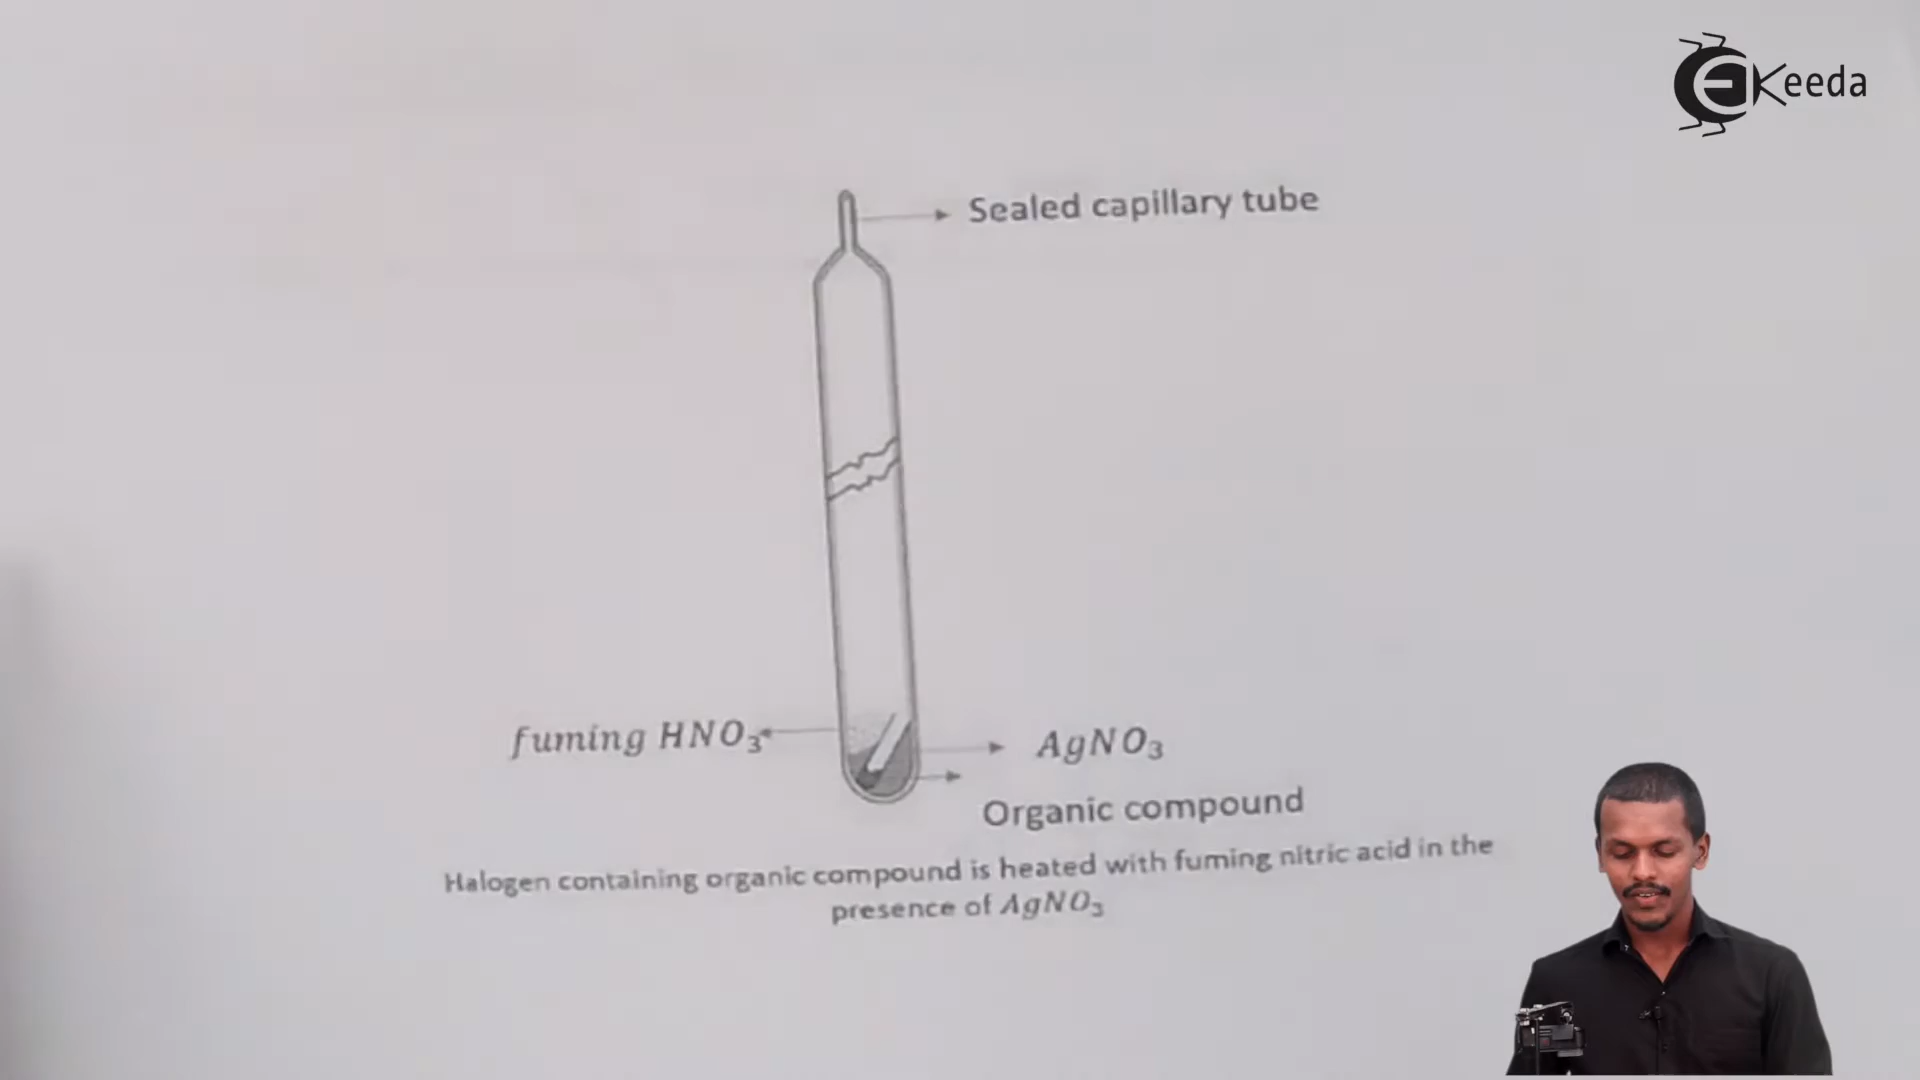 EKeeda
Sealed capillary tube
fuming HNO₃
AgNO₃
Organic compound
Halogen containing organic compound is heated with fuming nitric acid in the
presence of AgNO₃